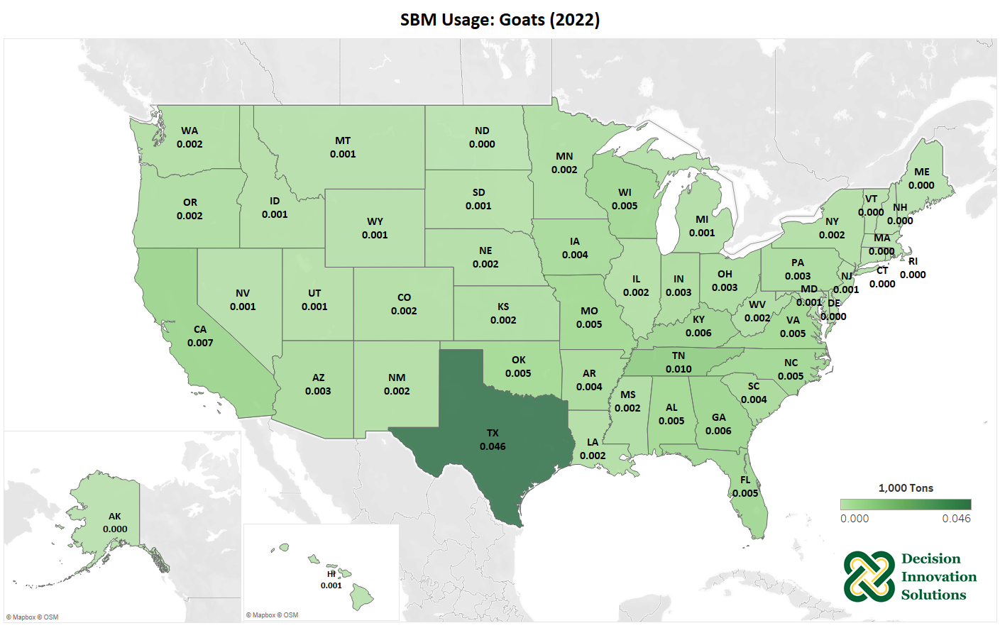 SBM Usage: Goats (2022)
WA
0.002
MT
0.001
ND
0.000
MN
0.002
OR
0.002
ID
0.001
WY
0.001
SD
0.001
WI
0.005
MI
0.001
ME
0.000
VT
0.000
NH
0.000
NY
0.002
MA
0.000
RI
0.000
CT
0.000
NE
0.002
IA
0.004
PA
0.003
NJ
0.001
NV
0.001
UT
0.001
CO
0.002
KS
0.002
MO
0.005
IL
0.002
IN
0.003
OH
0.003
WV
0.002
MD
0.001
DE
0.000
CA
0.007
KY
0.006
VA
0.005
AZ
0.003
NM
0.002
OK
0.005
AR
0.004
TN
0.010
NC
0.005
SC
0.004
MS
0.002
AL
0.005
GA
0.006
TX
0.046
LA
0.002
FL
0.005
AK
0.000
HI
0.001
1,000 Tons
0.000 0.046
Decision
Innovation
Solutions
© Mapbox © OSM
© Mapbox © OSM